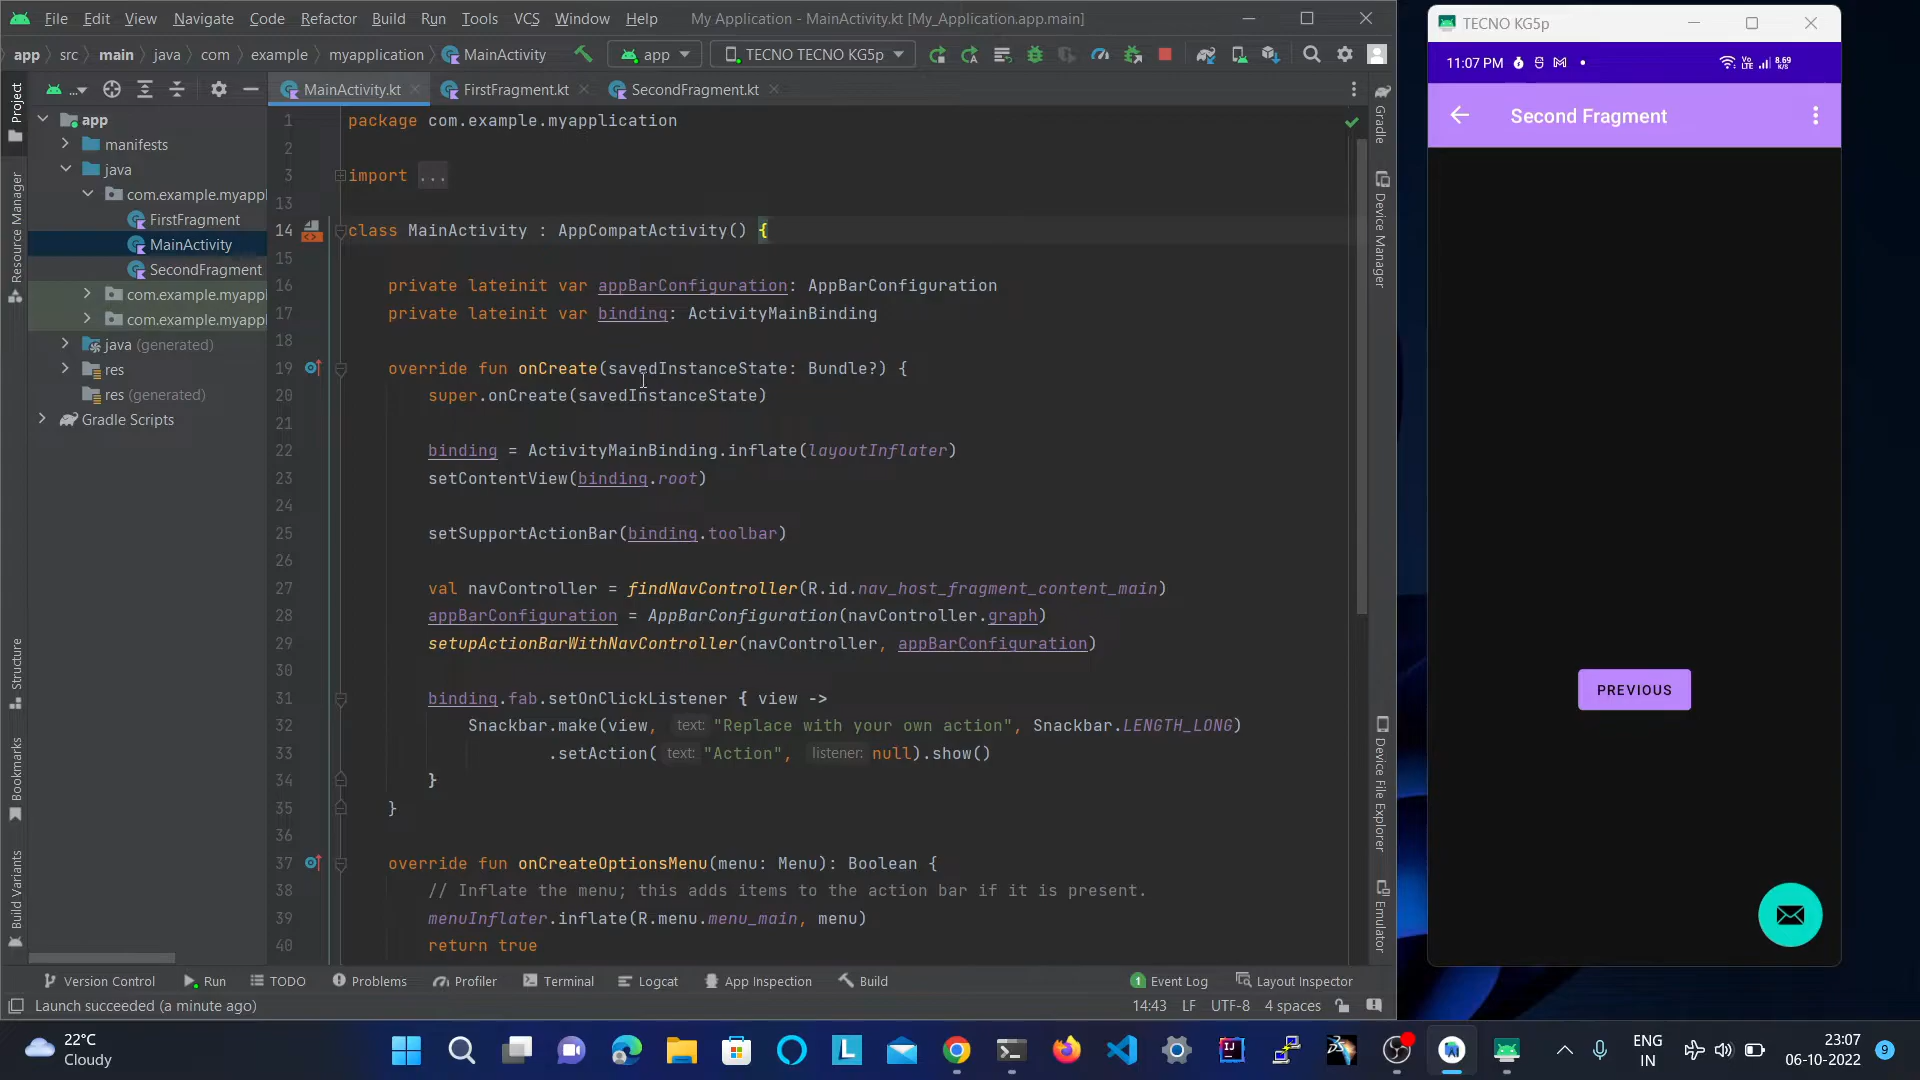 File Edit View Navigate Code Refactor Build Run Tools VCS Window Help My Application - MainActivity.kt [My_Application.app.main]
app src main java com example myapplication MainActivity app TECNO TECNO KG5p
Project
MainActivity.kt FirstFragment.kt SecondFragment.kt
app
manifests
java
com.example.myappl
FirstFragment
MainActivity
SecondFragment
com.example.myappl
com.example.myappl
java (generated)
res
res (generated)
Gradle Scripts
Resource Manager
Structure
Bookmarks
Build Variants
1 package com.example.myapplication
2
3 import ...
13
14 class MainActivity : AppCompatActivity() {
15
16 private lateinit var appBarConfiguration: AppBarConfiguration
17 private lateinit var binding: ActivityMainBinding
18
19 override fun onCreate(savedInstanceState: Bundle?) {
20 super.onCreate(savedInstanceState)
21
22 binding = ActivityMainBinding.inflate(layoutInflater)
23 setContentView(binding.root)
24
25 setSupportActionBar(binding.toolbar)
26
27 val navController = findNavController(R.id.nav_host_fragment_content_main)
28 appBarConfiguration = AppBarConfiguration(navController.graph)
29 setupActionBarWithNavController(navController, appBarConfiguration)
30
31 binding.fab.setOnClickListener { view ->
32 Snackbar.make(view, text: "Replace with your own action", Snackbar.LENGTH_LONG)
33 .setAction( text: "Action", listener: null).show()
34 }
35 }
36
37 override fun onCreateOptionsMenu(menu: Menu): Boolean {
38 // Inflate the menu; this adds items to the action bar if it is present.
39 menuInflater.inflate(R.menu.menu_main, menu)
40 return true
Gradle
Device Manager
Device File Explorer
Emulator
Version Control Run TODO Problems Profiler Terminal Logcat App Inspection Build 1 Event Log Layout Inspector
Launch succeeded (a minute ago) 14:43 LF UTF-8 4 spaces
TECNO KG5p
11:07 PM Vo LTE 8.69 K/S
Second Fragment
PREVIOUS
22°C
Cloudy
ENG
IN
23:07
06-10-2022
9